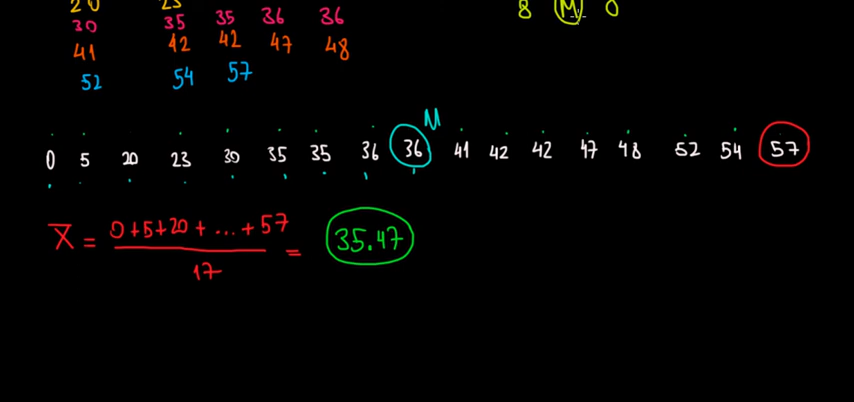 20 23
8 M 0
30 35 35 36 36
41 42 42 47 48
52 54 57
M
0 5 20 23 30 35 35 36 36 41 42 42 47 48 52 54 57
X̅ = 0+5+20+...+57 / 17 = 35.47